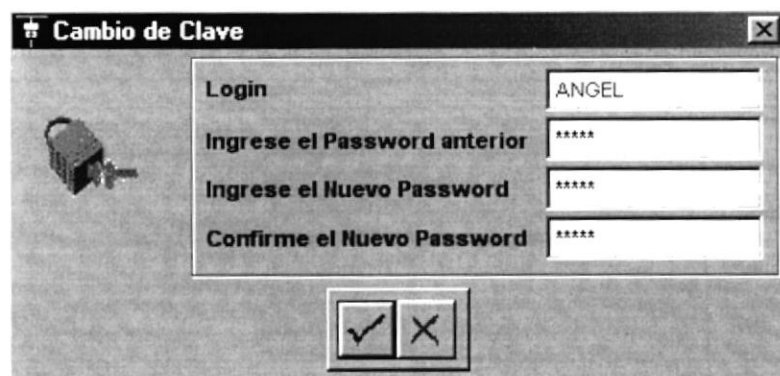 Cambio de Clave
Login ANGEL
Ingrese el Password anterior *****
Ingrese el Nuevo Password *****
Confirme el Nuevo Password *****